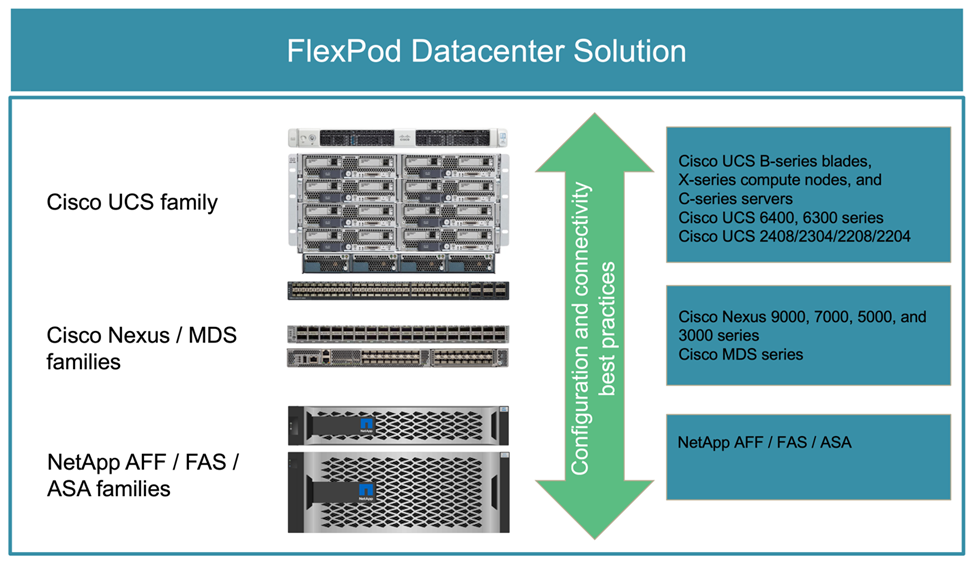 FlexPod Datacenter Solution
Cisco UCS family
Cisco Nexus / MDS
families
NetApp
NetApp
NetApp AFF / FAS /
ASA families
Configuration and connectivity
best practices
Cisco UCS B-series blades,
X-series compute nodes, and
C-series servers
Cisco UCS 6400, 6300 series
Cisco UCS 2408/2304/2208/2204
Cisco Nexus 9000, 7000, 5000, and
3000 series
Cisco MDS series
NetApp AFF / FAS / ASA